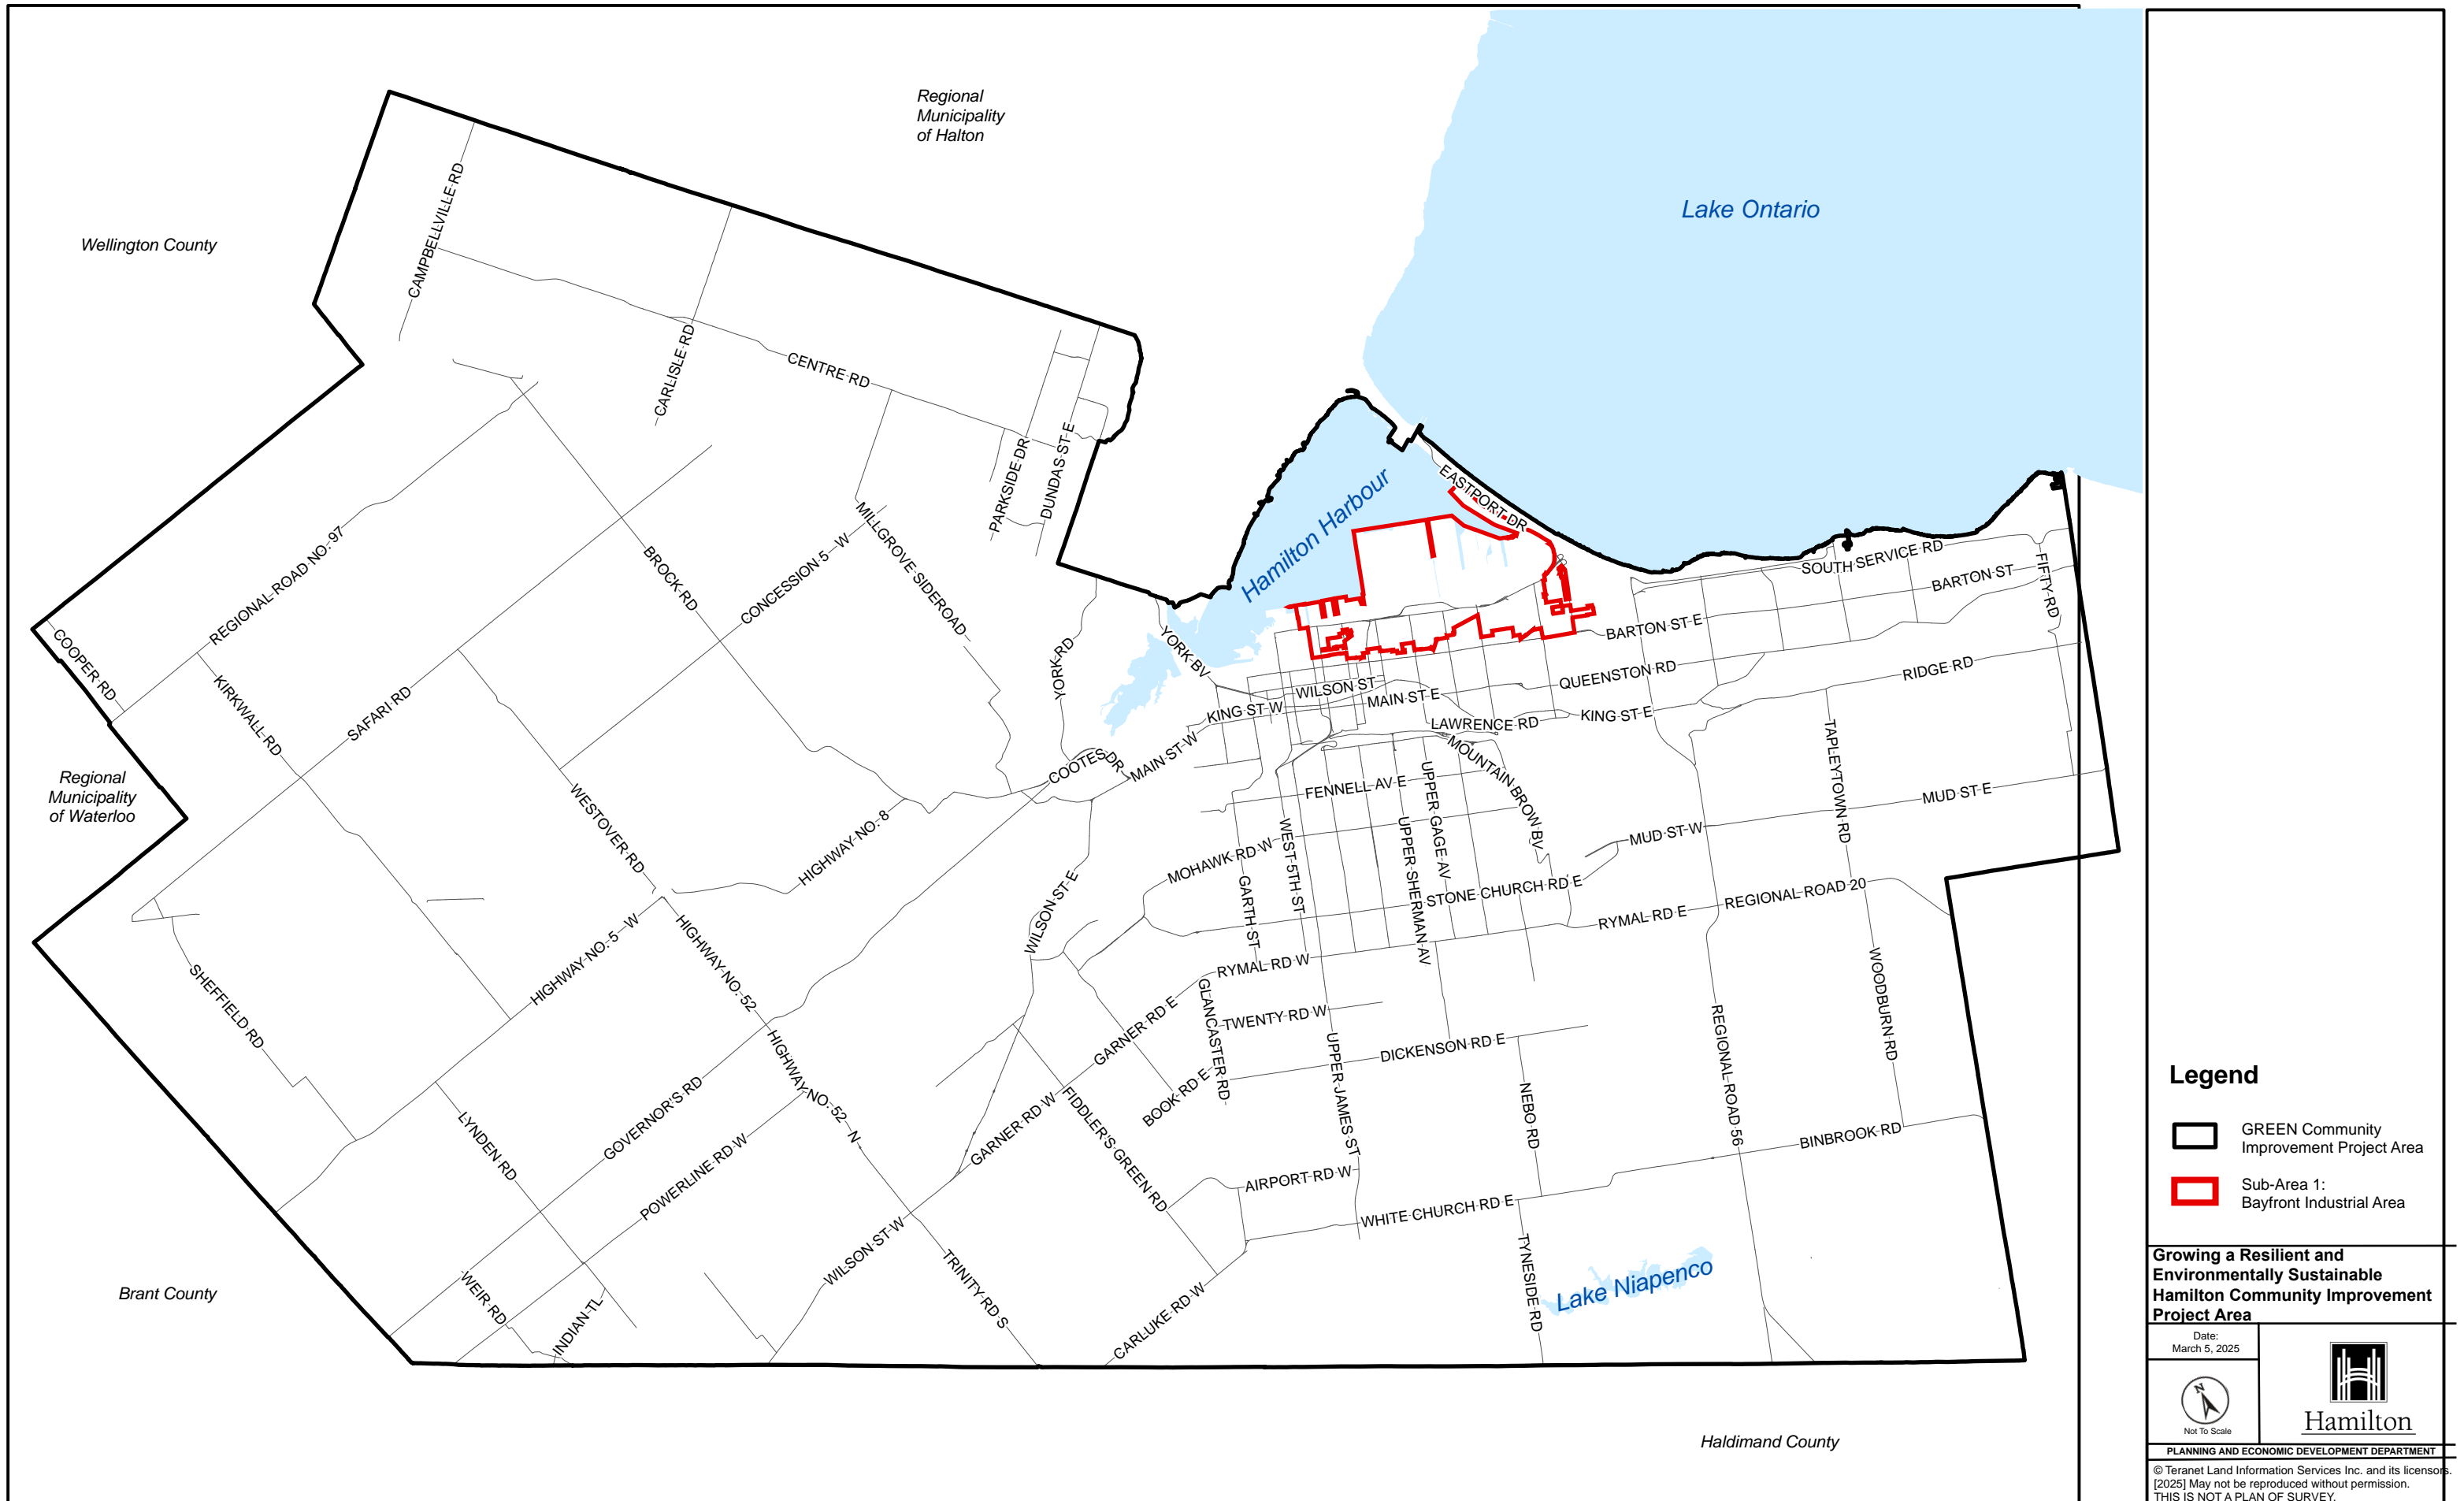 Regional
Municipality
of Halton
Lake Ontario
Wellington County
CAMPBELLVILLE RD
CARLISLE RD
CENTRE RD
PARKSIDE DR
DUNDAS ST E
EASTPORT DR
Hamilton Harbour
REGIONAL ROAD NO. 97
BROCK RD
CONCESSION 5 W
MILLGROVE SIDEROAD
SOUTH SERVICE RD
BARTON ST
FIFTY RD
COOPER RD
KIRKWALL RD
SAFARI RD
YORK RD
YORK BV
BARTON ST E
QUEENSTON RD
RIDGE RD
WILSON ST
MAIN ST E
KING ST W
LAWRENCE RD
KING ST E
MAIN ST W
COOTES DR
MOUNTAIN BROW BV
TAPLEYTOWN RD
Regional
Municipality
of Waterloo
WESTOVER RD
HIGHWAY NO. 8
FENNELL AV E
UPPER GAGE AV
UPPER SHERMAN AV
WEST 5TH ST
MOHAWK RD W
GARTH ST
MUD ST W
MUD ST E
STONE CHURCH RD E
REGIONAL ROAD 20
RYMAL RD E
WILSON ST E
SHEFFIELD RD
HIGHWAY NO. 5 W
HIGHWAY NO. 52
RYMAL RD W
GLANCASTER RD
TWENTY RD W
GARNER RD E
WOODBURN RD
REGIONAL ROAD 56
UPPER JAMES ST
DICKENSON RD E
BOOK RD E
NEBO RD
HIGHWAY NO. 52 N
GOVERNOR'S RD
LYNDEN RD
POWERLINE RD W
GARNER RD W
FIDDLER'S GREEN RD
BINBROOK RD
AIRPORT RD W
WHITE CHURCH RD E
WILSON ST W
TRINITY RD S
TYNESIDE RD
Lake Niapenco
Brant County
WEIR RD
INDIAN TL
CARLUKE RD W
Haldimand County
Legend
GREEN Community
Improvement Project Area
Sub-Area 1:
Bayfront Industrial Area
Growing a Resilient and
Environmentally Sustainable
Hamilton Community Improvement
Project Area
Date:
March 5, 2025
N
Not To Scale
Hamilton
PLANNING AND ECONOMIC DEVELOPMENT DEPARTMENT
© Teranet Land Information Services Inc. and its licensors.
[2025] May not be reproduced without permission.
THIS IS NOT A PLAN OF SURVEY.